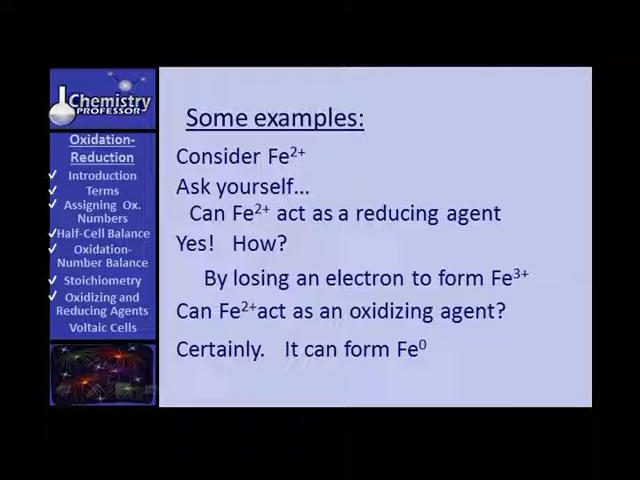 Chemistry
PROFESSOR
Oxidation-
Reduction
✓ Introduction
✓ Terms
✓ Assigning Ox.
Numbers
✓Half-Cell Balance
✓ Oxidation-
Number Balance
✓ Stoichiometry
✓ Oxidizing and
Reducing Agents
Voltaic Cells
Some examples:
Consider Fe²⁺
Ask yourself...
Can Fe²⁺ act as a reducing agent
Yes! How?
By losing an electron to form Fe³⁺
Can Fe²⁺act as an oxidizing agent?
Certainly. It can form Fe⁰